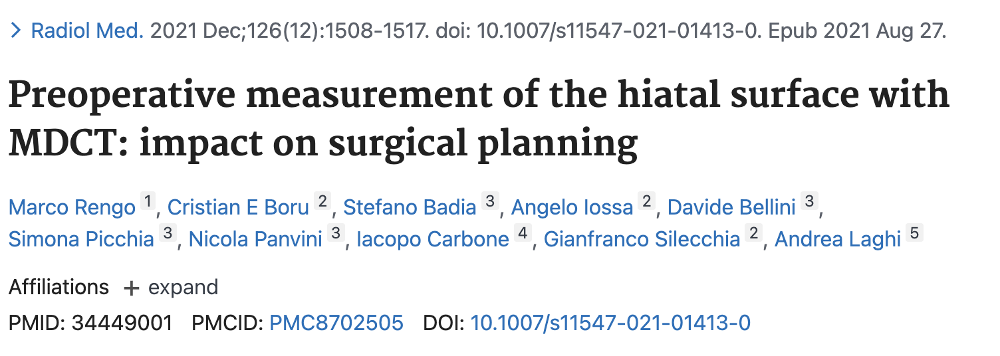 > Radiol Med. 2021 Dec;126(12):1508-1517. doi: 10.1007/s11547-021-01413-0. Epub 2021 Aug 27.
Preoperative measurement of the hiatal surface with
MDCT: impact on surgical planning
Marco Rengo 1, Cristian E Boru 2, Stefano Badia 3, Angelo Iossa 2, Davide Bellini 3,
Simona Picchia 3, Nicola Panvini 3, Iacopo Carbone 4, Gianfranco Silecchia 2, Andrea Laghi 5
Affiliations + expand
PMID: 34449001 PMCID: PMC8702505 DOI: 10.1007/s11547-021-01413-0